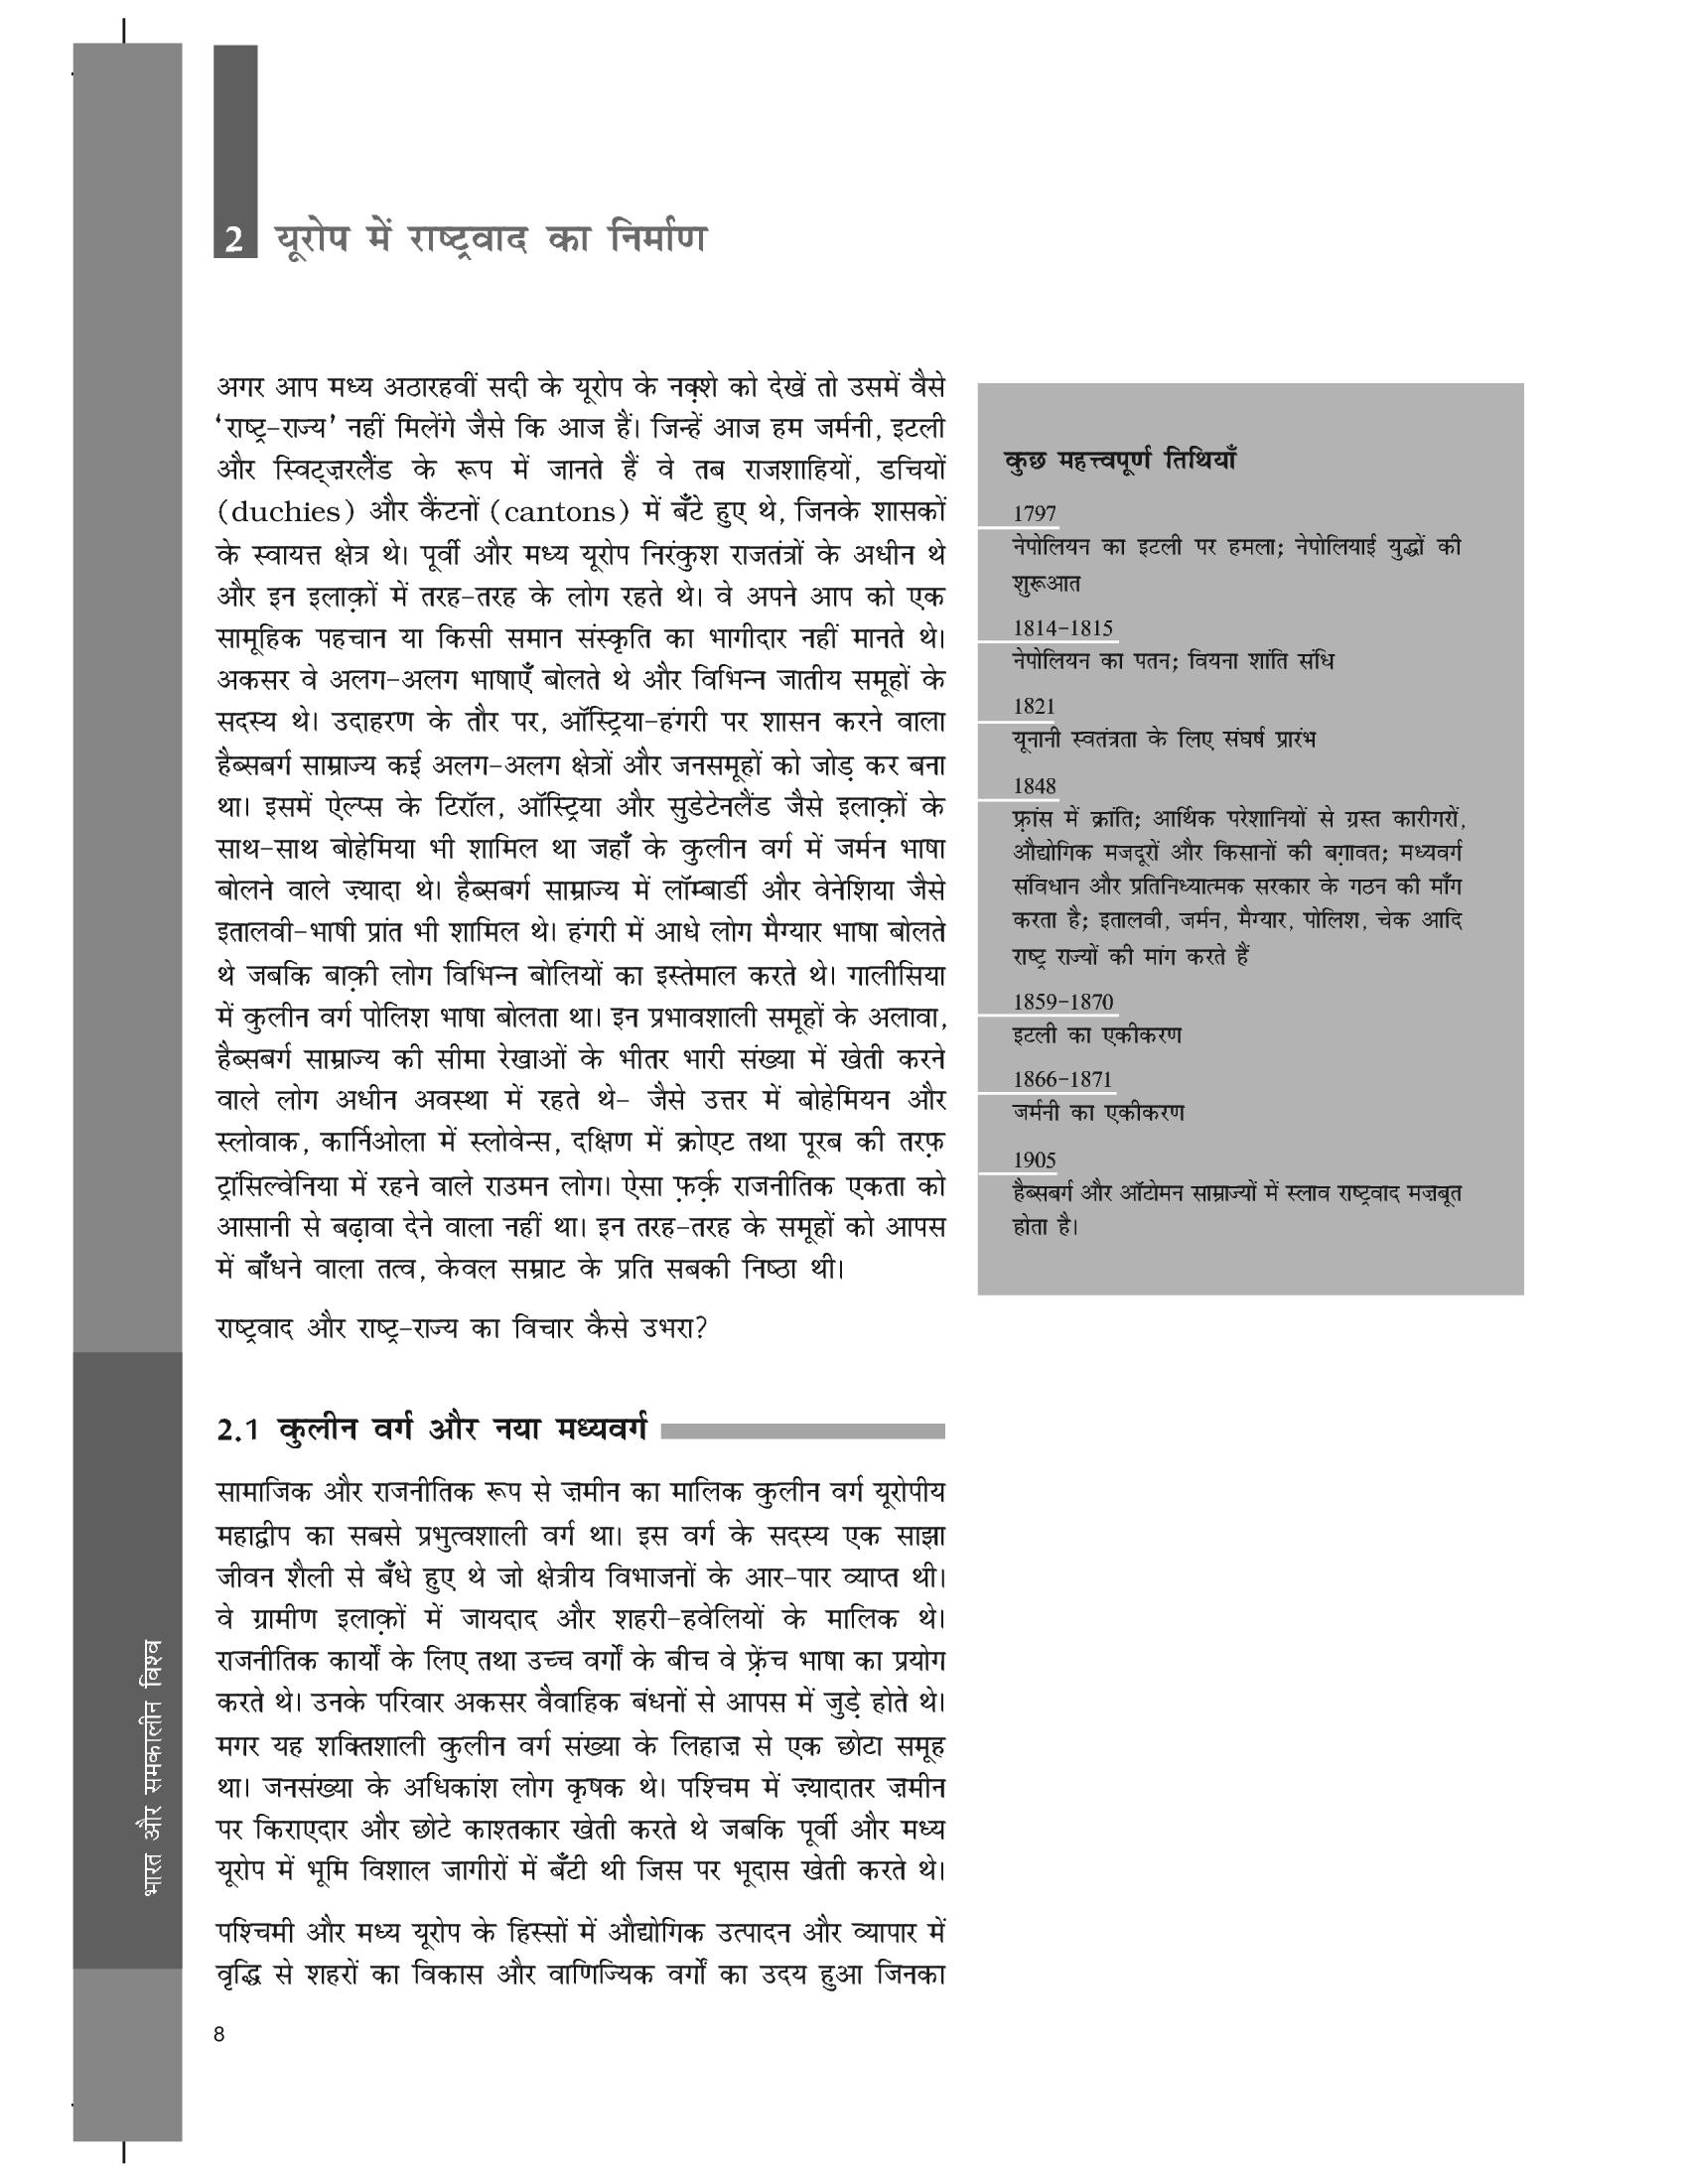 2 यूरोप में राष्ट्रवाद का निर्माण
अगर आप मध्य अठारहवीं सदी के यूरोप के नक़्शे को देखें तो उसमें वैसे
‘राष्ट्र-राज्य’ नहीं मिलेंगे जैसे कि आज हैं। जिन्हें आज हम जर्मनी, इटली
और स्विट्ज़रलैंड के रूप में जानते हैं वे तब राजशाहियों, डचियों
(duchies) और कैंटनों (cantons) में बँटे हुए थे, जिनके शासकों
के स्वायत्त क्षेत्र थे। पूर्वी और मध्य यूरोप निरंकुश राजतंत्रों के अधीन थे
और इन इलाक़ों में तरह-तरह के लोग रहते थे। वे अपने आप को एक
सामूहिक पहचान या किसी समान संस्कृति का भागीदार नहीं मानते थे।
अकसर वे अलग-अलग भाषाएँ बोलते थे और विभिन्न जातीय समूहों के
सदस्य थे। उदाहरण के तौर पर, ऑस्ट्रिया-हंगरी पर शासन करने वाला
हैब्सबर्ग साम्राज्य कई अलग-अलग क्षेत्रों और जनसमूहों को जोड़ कर बना
था। इसमें ऐल्प्स के टिरॉल, ऑस्ट्रिया और सुडेटेनलैंड जैसे इलाक़ों के
साथ-साथ बोहेमिया भी शामिल था जहाँ के कुलीन वर्ग में जर्मन भाषा
बोलने वाले ज़्यादा थे। हैब्सबर्ग साम्राज्य में लॉम्बार्डी और वेनेशिया जैसे
इतालवी-भाषी प्रांत भी शामिल थे। हंगरी में आधे लोग मैग्यार भाषा बोलते
थे जबकि बाक़ी लोग विभिन्न बोलियों का इस्तेमाल करते थे। गालीसिया
में कुलीन वर्ग पोलिश भाषा बोलता था। इन प्रभावशाली समूहों के अलावा,
हैब्सबर्ग साम्राज्य की सीमा रेखाओं के भीतर भारी संख्या में खेती करने
वाले लोग अधीन अवस्था में रहते थे- जैसे उत्तर में बोहेमियन और
स्लोवाक, कार्निओला में स्लोवेन्स, दक्षिण में क्रोएट तथा पूरब की तरफ़
ट्रांसिल्वेनिया में रहने वाले राउमन लोग। ऐसा फ़र्क़ राजनीतिक एकता को
आसानी से बढ़ावा देने वाला नहीं था। इन तरह-तरह के समूहों को आपस
में बाँधने वाला तत्व, केवल सम्राट के प्रति सबकी निष्ठा थी।
राष्ट्रवाद और राष्ट्र-राज्य का विचार कैसे उभरा?
2.1 कुलीन वर्ग और नया मध्यवर्ग
सामाजिक और राजनीतिक रूप से ज़मीन का मालिक कुलीन वर्ग यूरोपीय
महाद्वीप का सबसे प्रभुत्वशाली वर्ग था। इस वर्ग के सदस्य एक साझा
जीवन शैली से बँधे हुए थे जो क्षेत्रीय विभाजनों के आर-पार व्याप्त थी।
वे ग्रामीण इलाक़ों में जायदाद और शहरी-हवेलियों के मालिक थे।
राजनीतिक कार्यों के लिए तथा उच्च वर्गों के बीच वे फ़्रेंच भाषा का प्रयोग
करते थे। उनके परिवार अकसर वैवाहिक बंधनों से आपस में जुड़े होते थे।
मगर यह शक्तिशाली कुलीन वर्ग संख्या के लिहाज़ से एक छोटा समूह
था। जनसंख्या के अधिकांश लोग कृषक थे। पश्चिम में ज़्यादातर ज़मीन
पर किराएदार और छोटे काश्तकार खेती करते थे जबकि पूर्वी और मध्य
यूरोप में भूमि विशाल जागीरों में बँटी थी जिस पर भूदास खेती करते थे।
पश्चिमी और मध्य यूरोप के हिस्सों में औद्योगिक उत्पादन और व्यापार में
वृद्धि से शहरों का विकास और वाणिज्यिक वर्गों का उदय हुआ जिनका
कुछ महत्त्वपूर्ण तिथियाँ
1797
नेपोलियन का इटली पर हमला; नेपोलियाई युद्धों की
शुरूआत
1814-1815
नेपोलियन का पतन; वियना शांति संधि
1821
यूनानी स्वतंत्रता के लिए संघर्ष प्रारंभ
1848
फ़्रांस में क्रांति; आर्थिक परेशानियों से ग्रस्त कारीगरों,
औद्योगिक मजदूरों और किसानों की बग़ावत; मध्यवर्ग
संविधान और प्रतिनिध्यात्मक सरकार के गठन की माँग
करता है; इतालवी, जर्मन, मैग्यार, पोलिश, चेक आदि
राष्ट्र राज्यों की मांग करते हैं
1859-1870
इटली का एकीकरण
1866-1871
जर्मनी का एकीकरण
1905
हैब्सबर्ग और ऑटोमन साम्राज्यों में स्लाव राष्ट्रवाद मज़बूत
होता है।
भारत और समकालीन विश्व
8